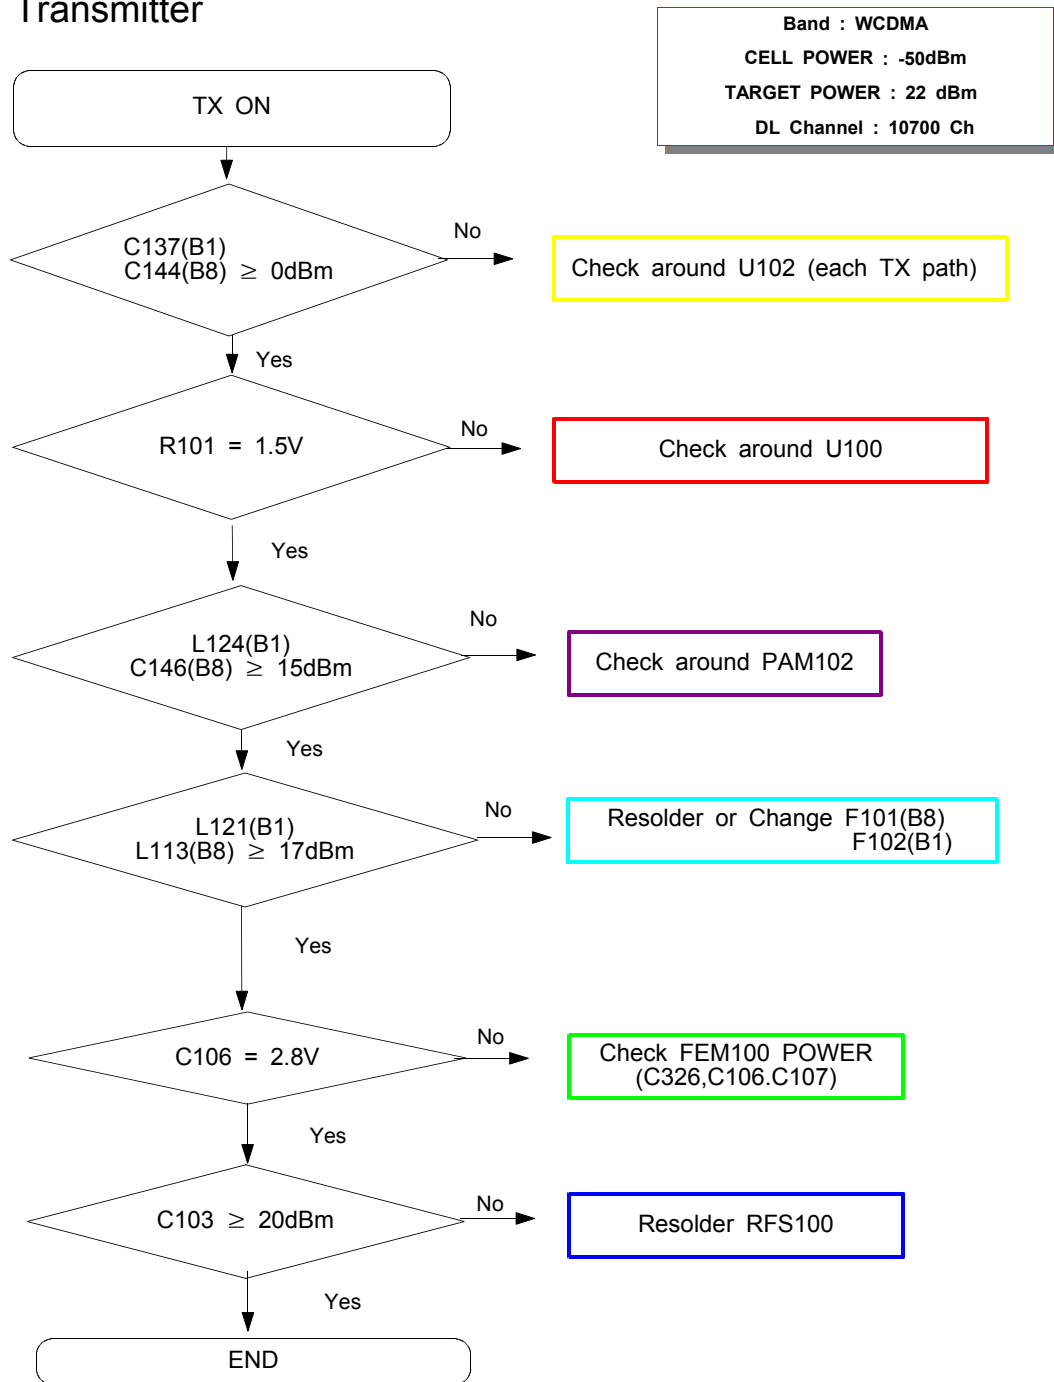 Transmitter
Band : WCDMA
CELL POWER : -50dBm
TARGET POWER : 22 dBm
DL Channel : 10700 Ch
TX ON
C137(B1)
C144(B8) ≥ 0dBm
No
Check around U102 (each TX path)
Yes
R101 = 1.5V
No
Check around U100
Yes
L124(B1)
C146(B8) ≥ 15dBm
No
Check around PAM102
Yes
L121(B1)
L113(B8) ≥ 17dBm
No
Resolder or Change F101(B8)
F102(B1)
Yes
C106 = 2.8V
No
Check FEM100 POWER
(C326,C106.C107)
Yes
C103 ≥ 20dBm
No
Resolder RFS100
Yes
END